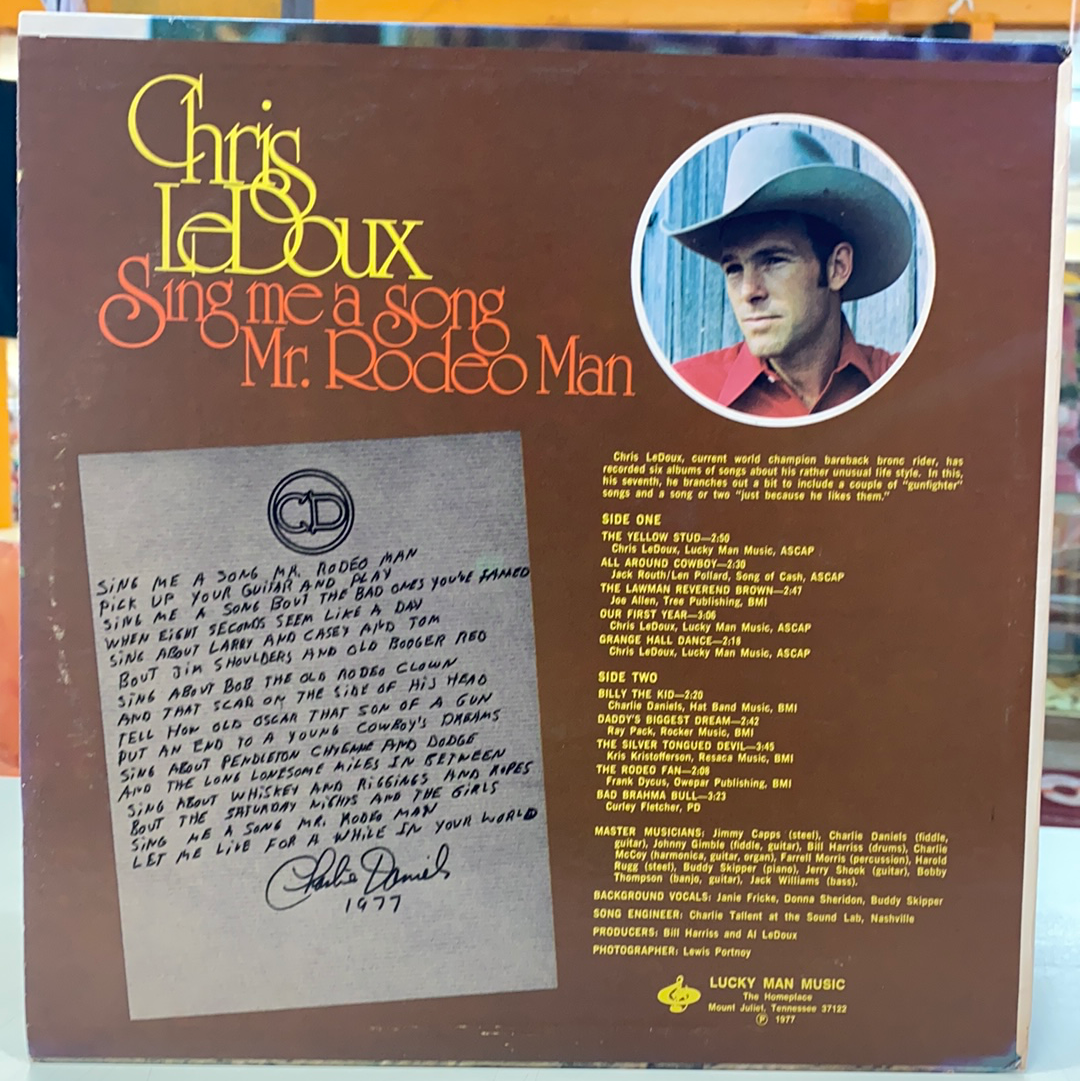 Chris
LeDoux
Sing me a song
Mr. Rodeo Man
CD
SING ME A SONG MR. RODEO MAN
PICK UP YOUR GUITAR AND PLAY
SING ME A SONG BOUT THE BAD ONES YOU'VE TAMED
WHEN EIGHT SECONDS SEEM LIKE A DAY
SING ABOUT LARRY AND CASEY AND TOM
BOUT JIM SHOULDERS AND OLD BOOGER RED
SING ABOUT BOB THE OLD RODEO CLOWN
AND THAT SCAR ON THE SIDE OF HIS HEAD
TELL HOW OLD OSCAR THAT SON OF A GUN
PUT AN END TO A YOUNG COWBOY'S DREAMS
SING ABOUT PENDLETON CHEYENNE AND DODGE
AND THE LONG LONESOME MILES IN BETWEEN
SING ABOUT WHISKEY AND RIGGINGS AND ROPES
BOUT THE SATURDAY NIGHTS AND THE GIRLS
SING ME A SONG MR. RODEO MAN
LET ME LIVE FOR A WHILE IN YOUR WORLD
Charlie Daniels
1977
Chris LeDoux, current world champion bareback bronc rider, has
recorded six albums of songs about his rather unusual life style. In this,
his seventh, he branches out a bit to include a couple of "gunfighter"
songs and a song or two "just because he likes them."
SIDE ONE
THE YELLOW STUD—2:50
Chris LeDoux, Lucky Man Music, ASCAP
ALL AROUND COWBOY—2:30
Jack Routh/Len Pollard, Song of Cash, ASCAP
THE LAWMAN REVEREND BROWN—2:47
Joe Allen, Tree Publishing, BMI
OUR FIRST YEAR—3:06
Chris LeDoux, Lucky Man Music, ASCAP
GRANGE HALL DANCE—2:18
Chris LeDoux, Lucky Man Music, ASCAP
SIDE TWO
BILLY THE KID—2:20
Charlie Daniels, Hat Band Music, BMI
DADDY'S BIGGEST DREAM—2:42
Ray Pack, Rocker Music, BMI
THE SILVER TONGUED DEVIL—3:45
Kris Kristofferson, Resaca Music, BMI
THE RODEO FAN—2:08
Frank Dycus, Owepar Publishing, BMI
BAD BRAHMA BULL—3:23
Curley Fletcher, PD
MASTER MUSICIANS: Jimmy Capps (steel), Charlie Daniels (fiddle,
guitar), Johnny Gimble (fiddle, guitar), Bill Harriss (drums), Charlie
McCoy (harmonica, guitar, organ), Farrell Morris (percussion), Harold
Rugg (steel), Buddy Skipper (piano), Jerry Shook (guitar), Bobby
Thompson (banjo, guitar), Jack Williams (bass).
BACKGROUND VOCALS: Janie Fricke, Donna Sheridon, Buddy Skipper
SONG ENGINEER: Charlie Tallent at the Sound Lab, Nashville
PRODUCERS: Bill Harriss and Al LeDoux
PHOTOGRAPHER: Lewis Portnoy
LUCKY MAN MUSIC
The Homeplace
Mount Juliet, Tennessee 37122
Ⓟ 1977